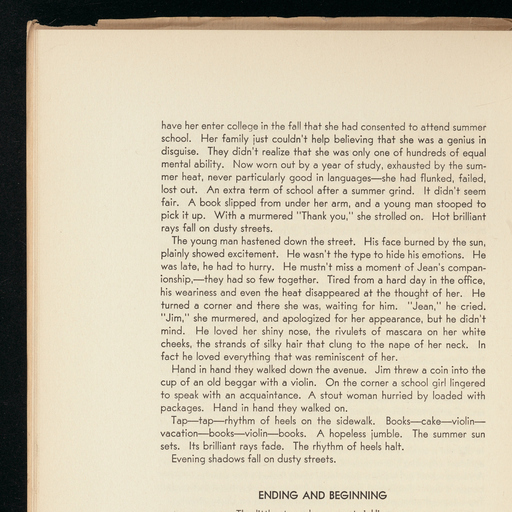 have her enter college in the fall that she had consented to attend summer
school. Her family just couldn't help believing that she was a genius in
disguise. They didn't realize that she was only one of hundreds of equal
mental ability. Now worn out by a year of study, exhausted by the sum-
mer heat, never particularly good in languages—she had flunked, failed,
lost out. An extra term of school after a summer grind. It didn't seem
fair. A book slipped from under her arm, and a young man stooped to
pick it up. With a murmered "Thank you," she strolled on. Hot brilliant
rays fall on dusty streets.
The young man hastened down the street. His face burned by the sun,
plainly showed excitement. He wasn't the type to hide his emotions. He
was late, he had to hurry. He mustn't miss a moment of Jean's compan-
ionship,—they had so few together. Tired from a hard day in the office,
his weariness and even the heat disappeared at the thought of her. He
turned a corner and there she was, waiting for him. "Jean," he cried.
"Jim," she murmured, and apologized for her appearance, but he didn't
mind. He loved her shiny nose, the rivulets of mascara on her white
cheeks, the strands of silky hair that clung to the nape of her neck. In
fact he loved everything that was reminiscent of her.
Hand in hand they walked down the avenue. Jim threw a coin into the
cup of an old beggar with a violin. On the corner a school girl lingered
to speak with an acquaintance. A stout woman hurried by loaded with
packages. Hand in hand they walked on.
Tap—tap—rhythm of heels on the sidewalk. Books—cake—violin—
vacation—books—violin—books. A hopeless jumble. The summer sun
sets. Its brilliant rays fade. The rhythm of heels halt.
Evening shadows fall on dusty streets.
ENDING AND BEGINNING